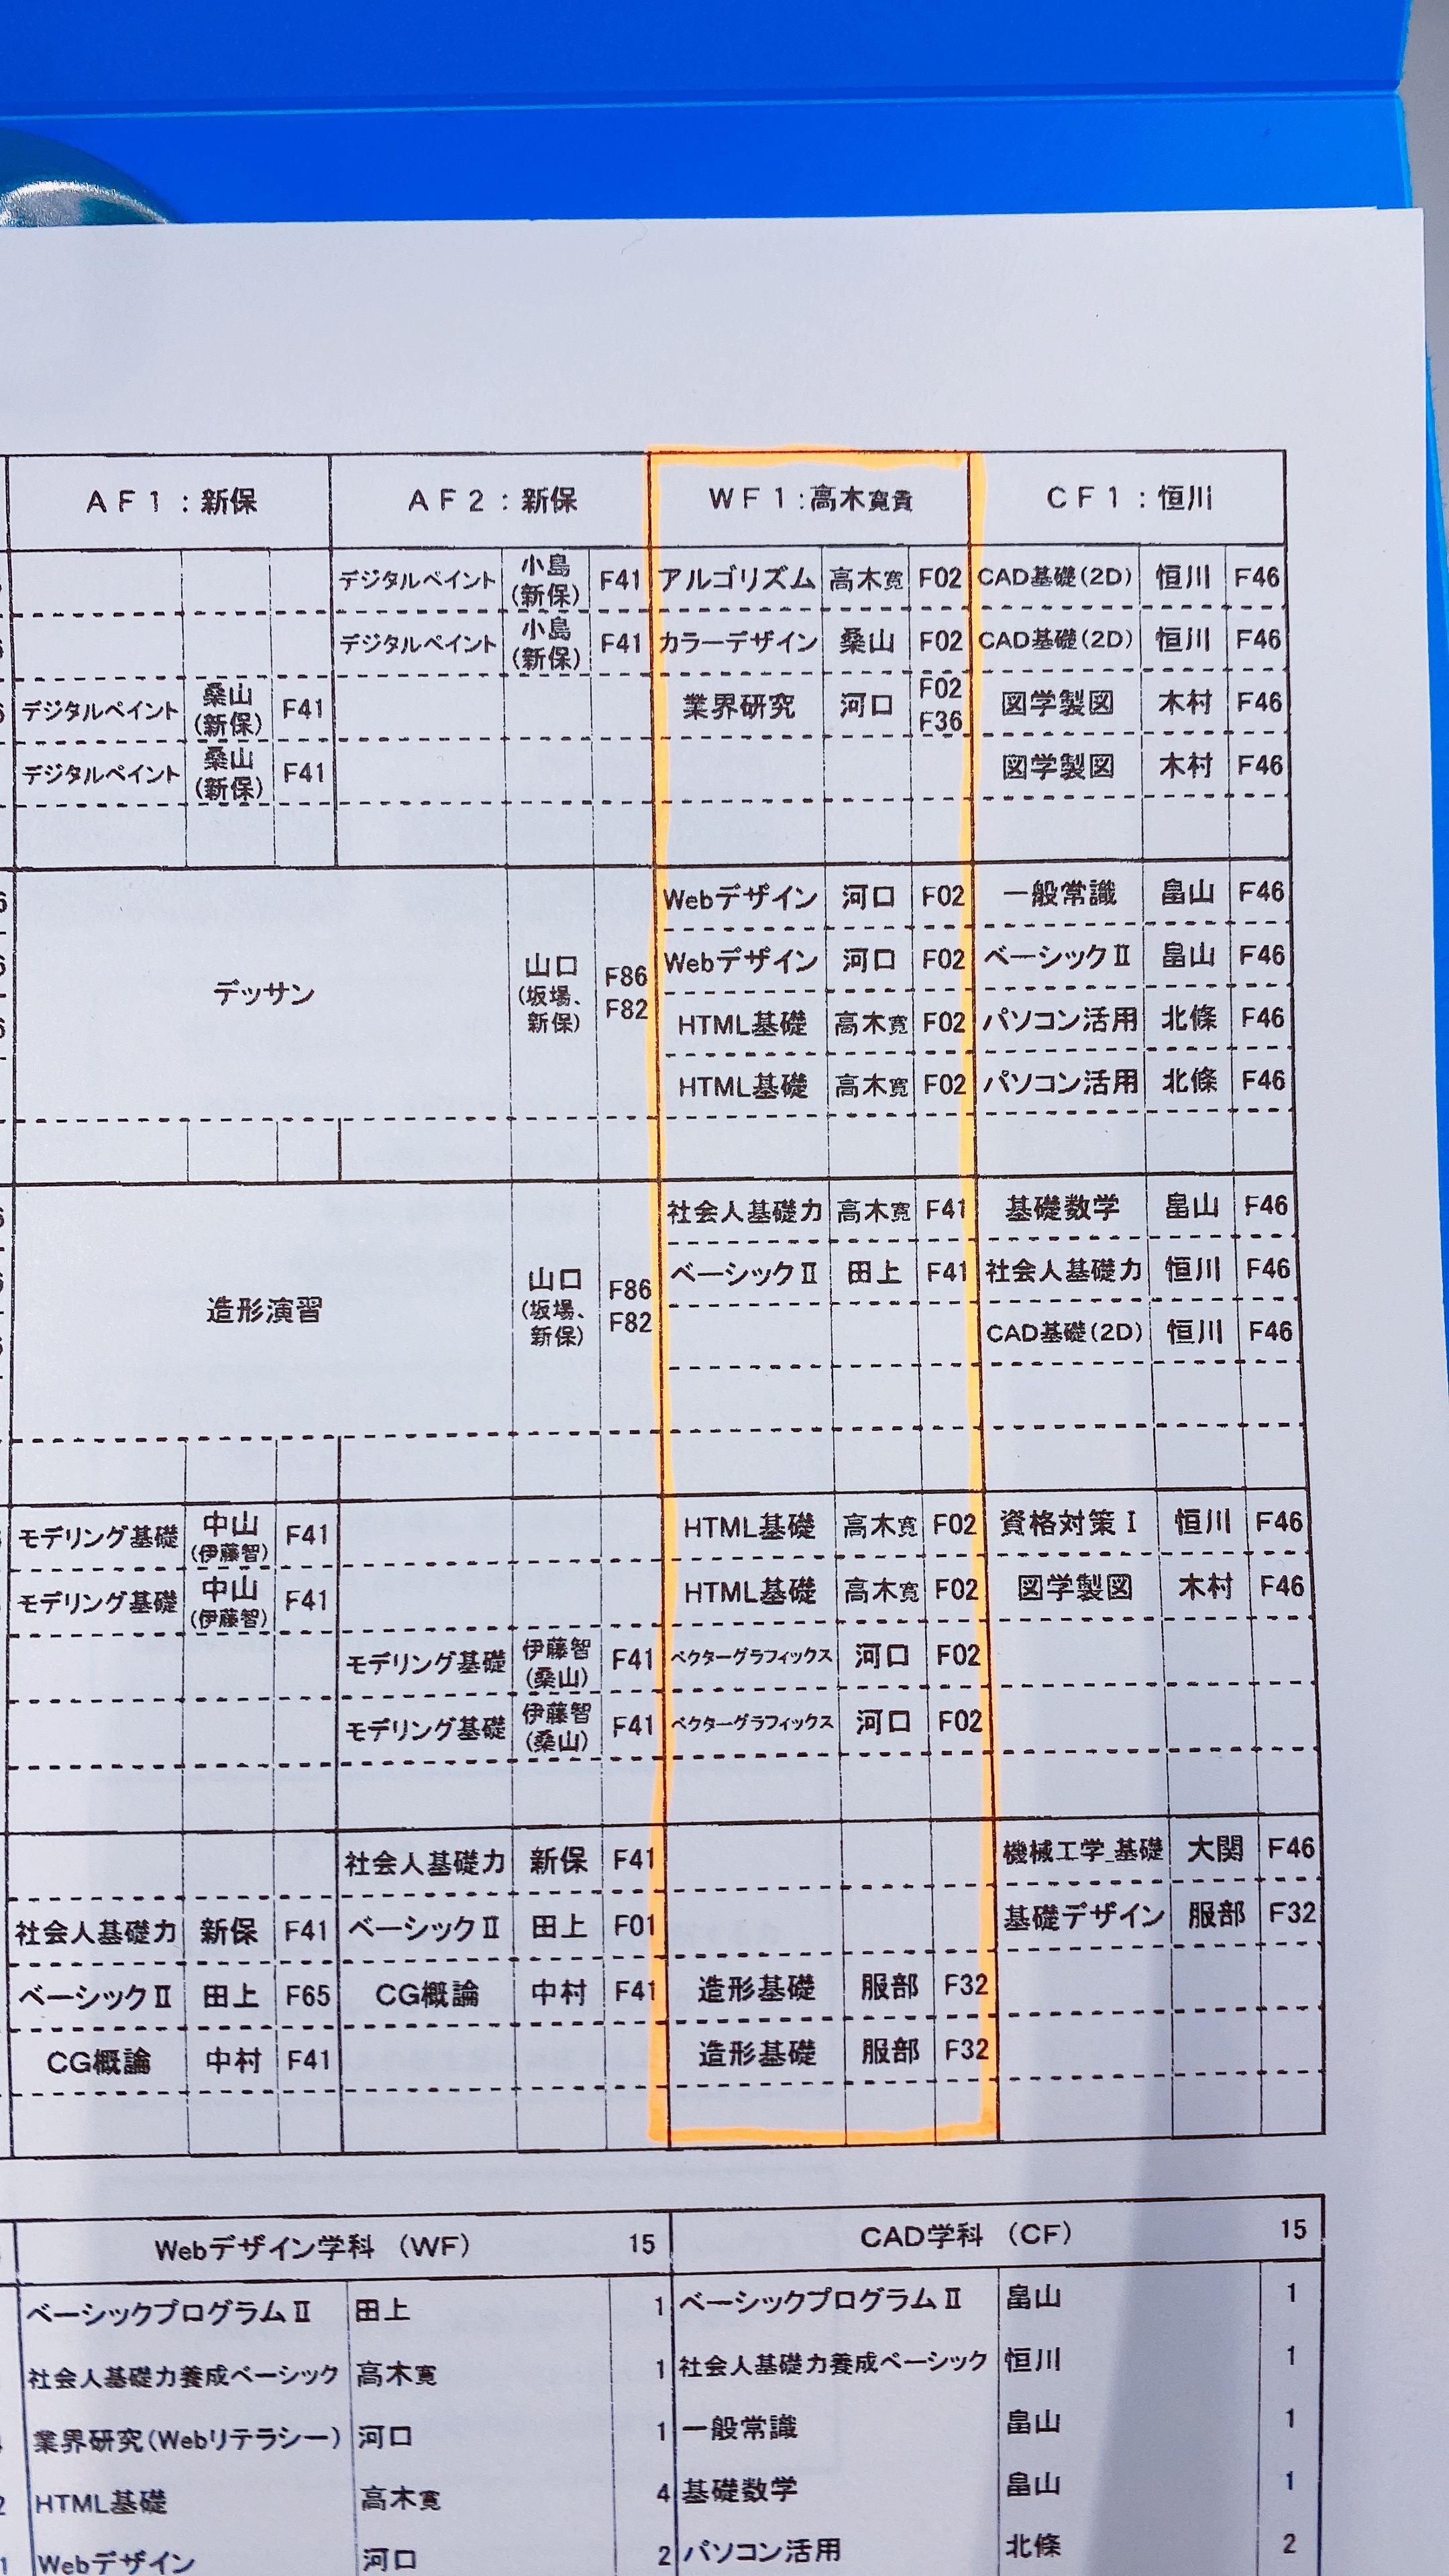 AF1：新保 AF2：新保 WF1：高木寛貴 CF1：恒川
デジタルペイント 小島(新保) F41 アルゴリズム 高木寛 F02 CAD基礎(2D) 恒川 F46
デジタルペイント 小島(新保) F41 カラーデザイン 桑山 F02 CAD基礎(2D) 恒川 F46
デジタルペイント 桑山(新保) F41 業界研究 河口 F02 F36 図学製図 木村 F46
デジタルペイント 桑山(新保) F41 図学製図 木村 F46
デッサン 山口(坂場、新保) F86 F82
Webデザイン 河口 F02 一般常識 畠山 F46
Webデザイン 河口 F02 ベーシックⅡ 畠山 F46
HTML基礎 高木寛 F02 パソコン活用 北條 F46
HTML基礎 高木寛 F02 パソコン活用 北條 F46
造形演習 山口(坂場、新保) F86 F82
社会人基礎力 高木寛 F41 基礎数学 畠山 F46
ベーシックⅡ 田上 F41 社会人基礎力 恒川 F46
CAD基礎(2D) 恒川 F46
モデリング基礎 中山(伊藤智) F41 HTML基礎 高木寛 F02 資格対策Ⅰ 恒川 F46
モデリング基礎 中山(伊藤智) F41 HTML基礎 高木寛 F02 図学製図 木村 F46
モデリング基礎 伊藤智(桑山) F41 ベクターグラフィックス 河口 F02
モデリング基礎 伊藤智(桑山) F41 ベクターグラフィックス 河口 F02
社会人基礎力 新保 F41 機械工学_基礎 大関 F46
社会人基礎力 新保 F41 ベーシックⅡ 田上 F01 基礎デザイン 服部 F32
ベーシックⅡ 田上 F65 CG概論 中村 F41 造形基礎 服部 F32
CG概論 中村 F41 造形基礎 服部 F32
Webデザイン学科（WF） 15 CAD学科（CF） 15
ベーシックプログラムⅡ 田上 1 ベーシックプログラムⅡ 畠山 1
社会人基礎力養成ベーシック 高木寛 1 社会人基礎力養成ベーシック 恒川 1
業界研究(Webリテラシー) 河口 1 一般常識 畠山 1
HTML基礎 高木寛 4 基礎数学 畠山 1
Webデザイン 河口 2 パソコン活用 北條 2